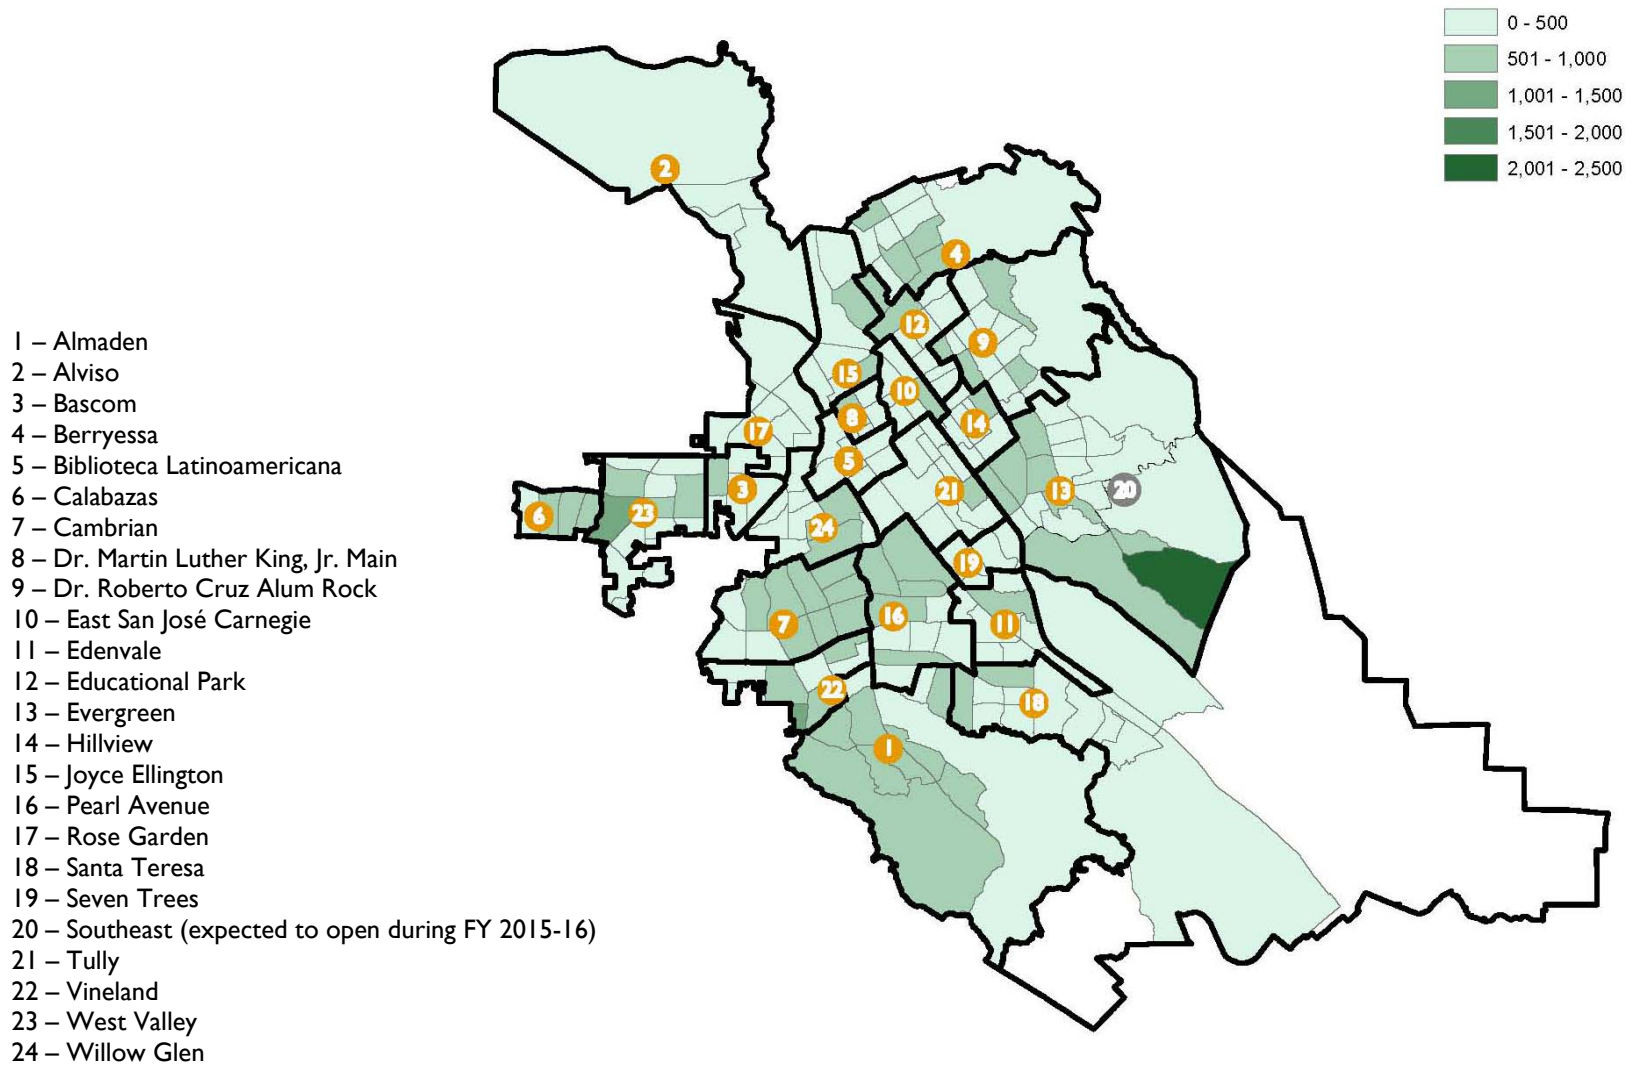 0 - 500
501 - 1,000
1,001 - 1,500
1,501 - 2,000
2,001 - 2,500
1 – Almaden
2 – Alviso
3 – Bascom
4 – Berryessa
5 – Biblioteca Latinoamericana
6 – Calabazas
7 – Cambrian
8 – Dr. Martin Luther King, Jr. Main
9 – Dr. Roberto Cruz Alum Rock
10 – East San José Carnegie
11 – Edenvale
12 – Educational Park
13 – Evergreen
14 – Hillview
15 – Joyce Ellington
16 – Pearl Avenue
17 – Rose Garden
18 – Santa Teresa
19 – Seven Trees
20 – Southeast (expected to open during FY 2015-16)
21 – Tully
22 – Vineland
23 – West Valley
24 – Willow Glen
2
4
12
9
15
10
8
14
17
5
3
21
13
20
6
23
24
19
7
16
11
22
18
1